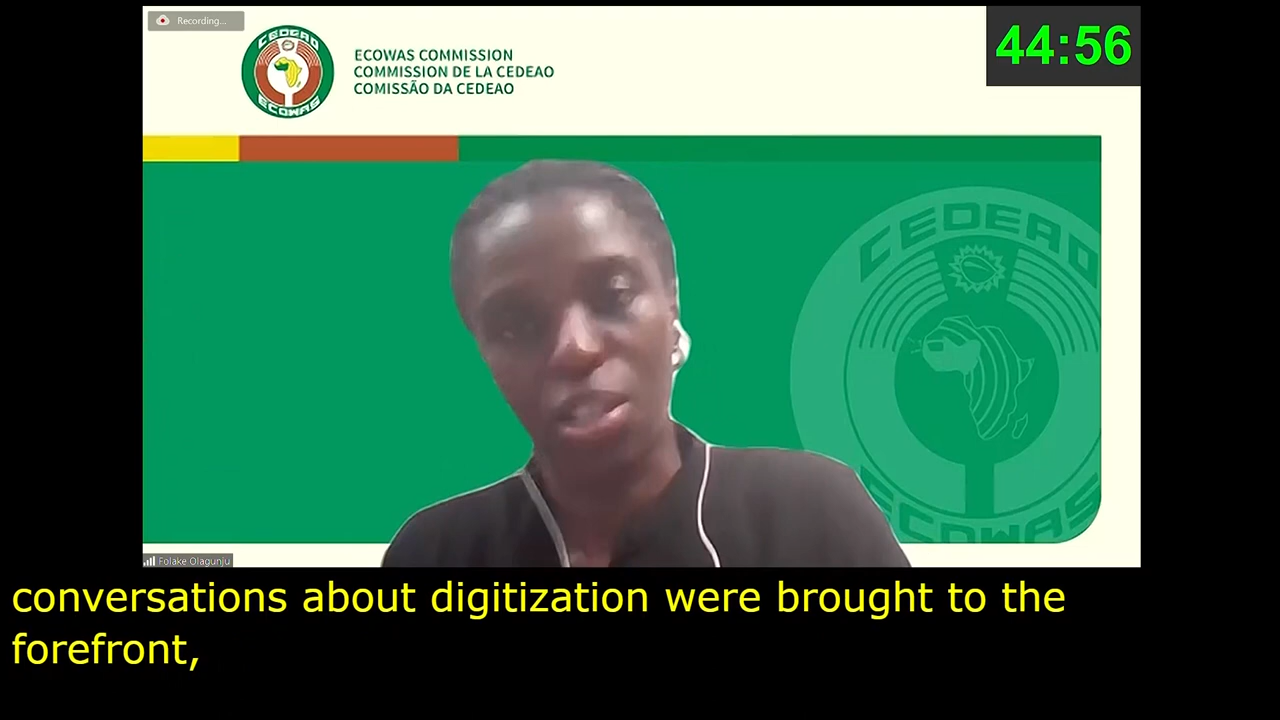 Recording...
CEDEAO
ECOWAS
ECOWAS COMMISSION
COMMISSION DE LA CEDEAO
COMISSÃO DA CEDEAO
44:56
CEDEAO
ECOWAS
Folake Olagunju
conversations about digitization were brought to the
forefront,